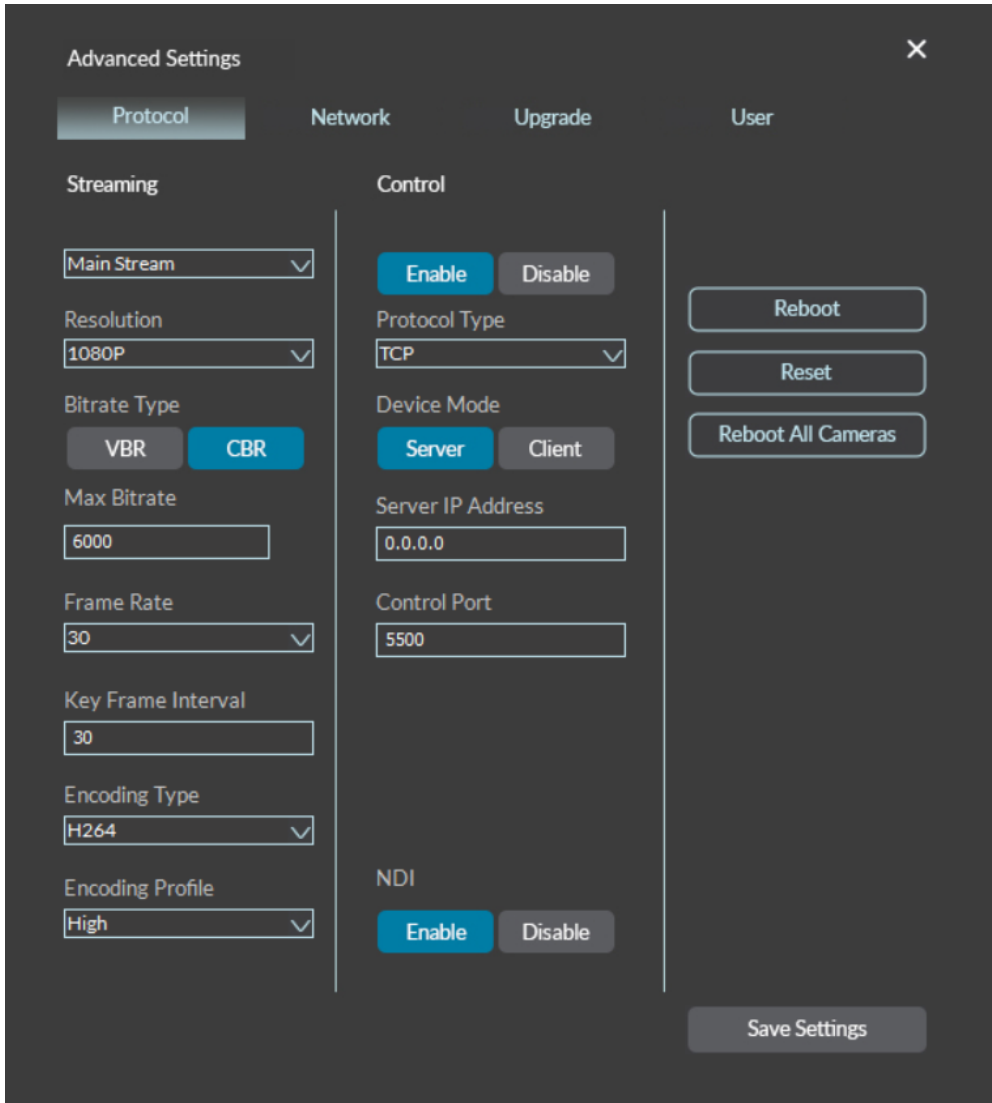 Advanced Settings
Protocol Network Upgrade User
Streaming
Main Stream
Resolution
1080P
Bitrate Type
VBR CBR
Max Bitrate
6000
Frame Rate
30
Key Frame Interval
30
Encoding Type
H264
Encoding Profile
High
Control
Enable Disable
Protocol Type
TCP
Device Mode
Server Client
Server IP Address
0.0.0.0
Control Port
5500
NDI
Enable Disable
Reboot
Reset
Reboot All Cameras
Save Settings